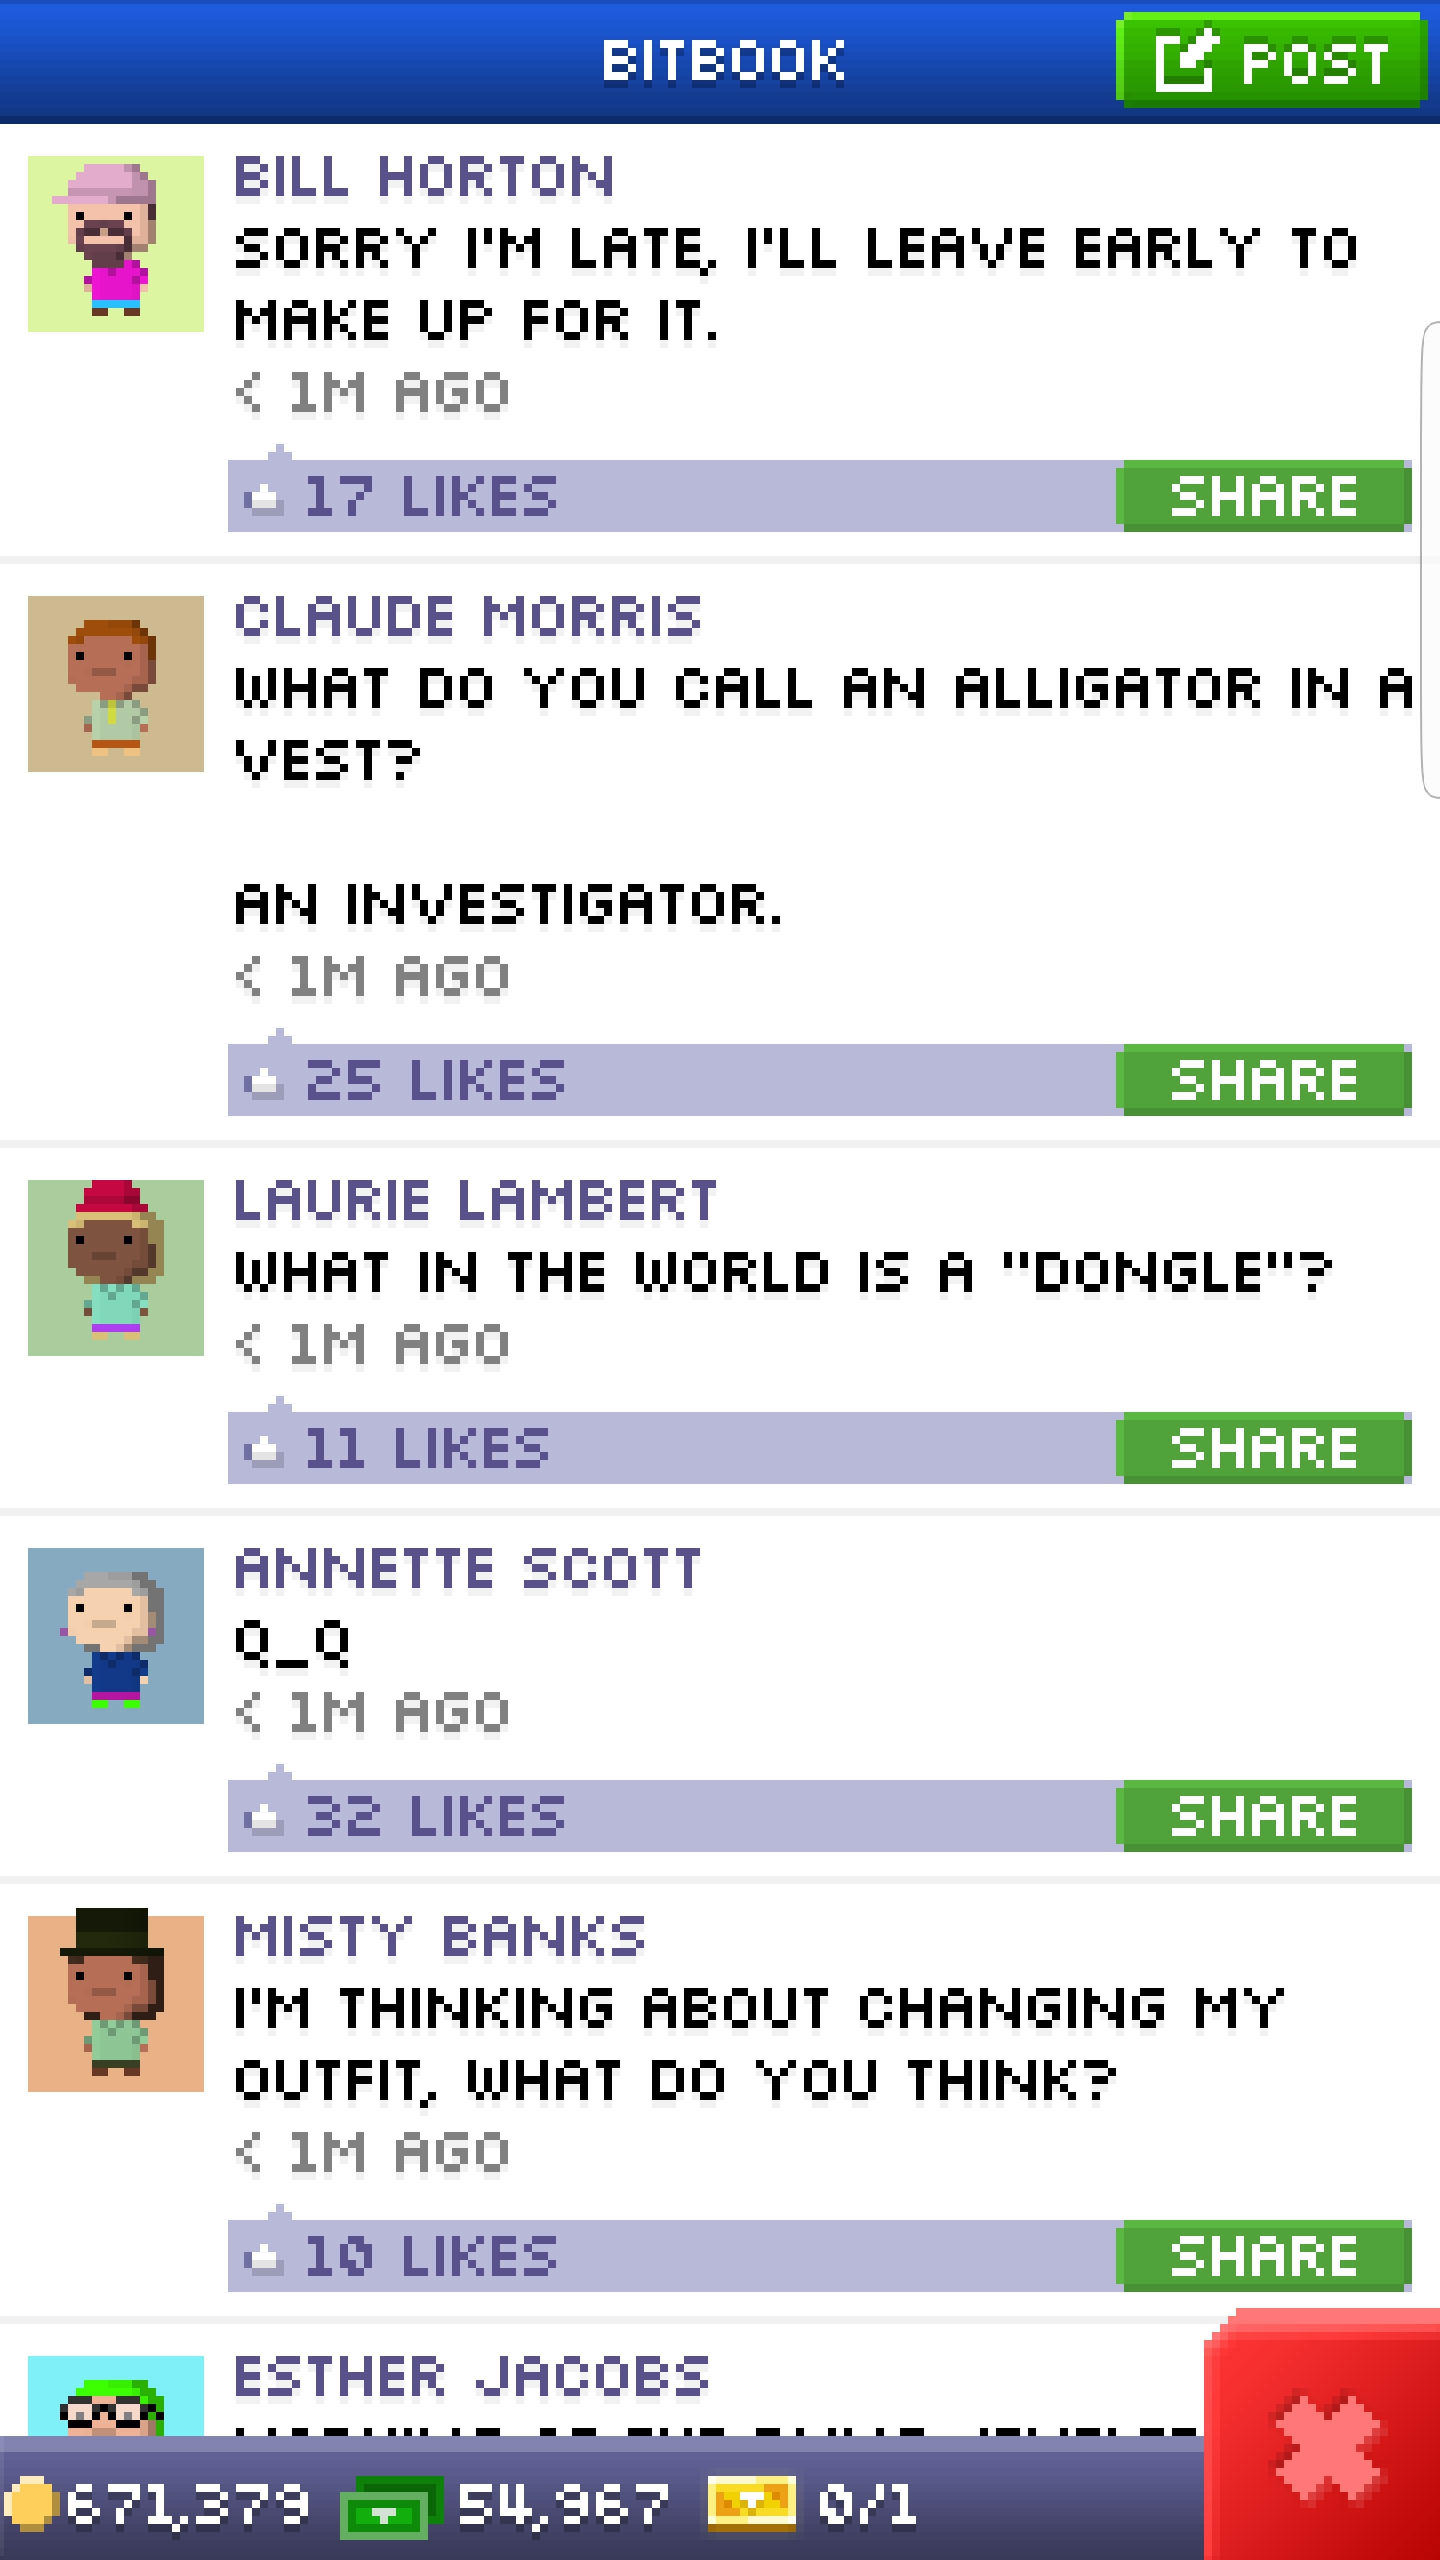 BITBOOK
POST
BILL HORTON
SORRY I'M LATE, I'LL LEAVE EARLY TO
MAKE UP FOR IT.
< 1M AGO
17 LIKES
SHARE
CLAUDE MORRIS
WHAT DO YOU CALL AN ALLIGATOR IN A
VEST?
AN INVESTIGATOR.
< 1M AGO
25 LIKES
SHARE
LAURIE LAMBERT
WHAT IN THE WORLD IS A "DONGLE"?
< 1M AGO
11 LIKES
SHARE
ANNETTE SCOTT
Q_Q
< 1M AGO
32 LIKES
SHARE
MISTY BANKS
I'M THINKING ABOUT CHANGING MY
OUTFIT, WHAT DO YOU THINK?
< 1M AGO
10 LIKES
SHARE
ESTHER JACOBS
671,379 54,967 0/1